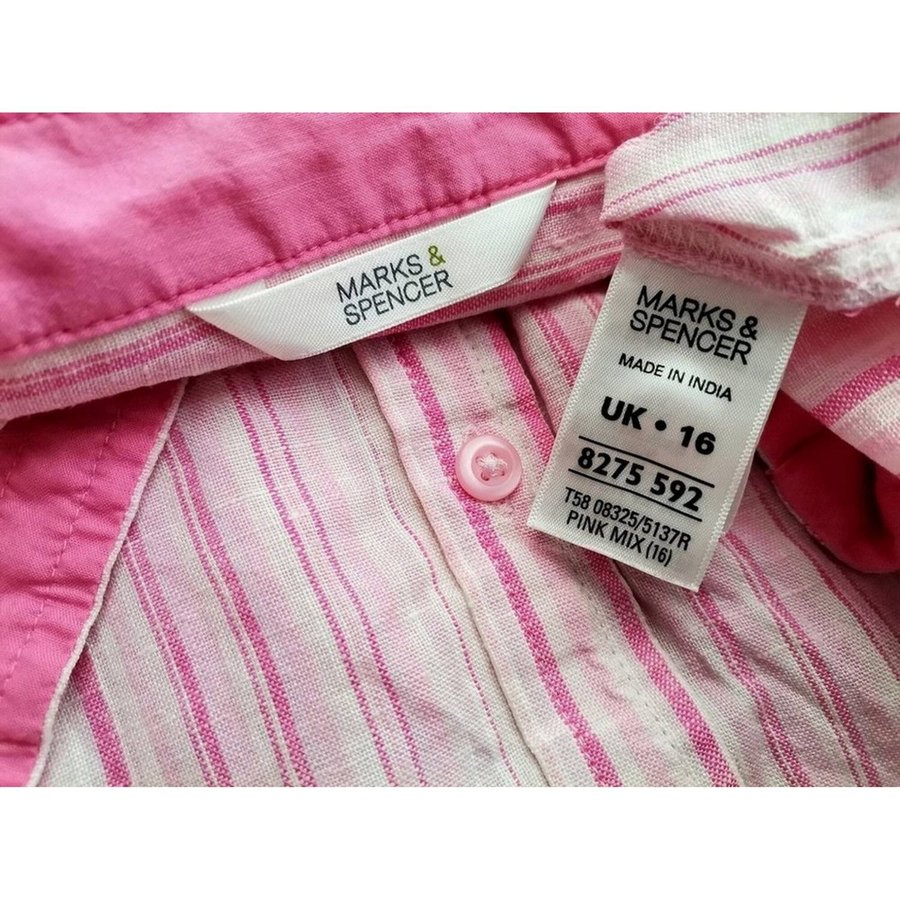 MARKS &
SPENCER
MARKS &
SPENCER
MADE IN INDIA
UK • 16
8275 592
T58 08325/5137R
PINK MIX (16)